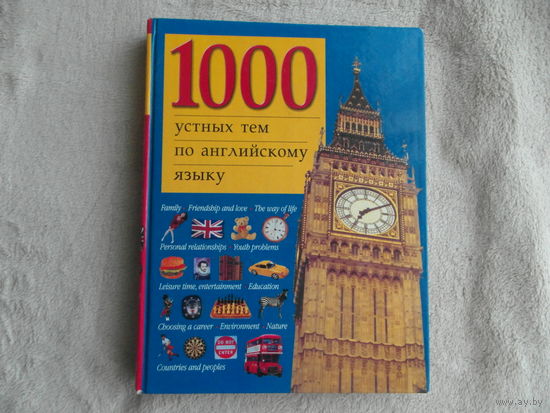 1000
устных тем
по английскому
языку
Family Friendship and love The way of life
Personal relationships Youth problems
Leisure time, entertainment Education
Choosing a career Environment Nature
DO NOT
ENTER
Countries and peoples
www.ay.by